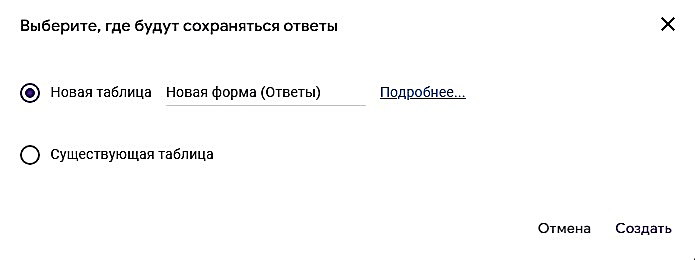 Выберите, где будут сохраняться ответы
Новая таблица Новая форма (Ответы) Подробнее...
Существующая таблица
Отмена Создать